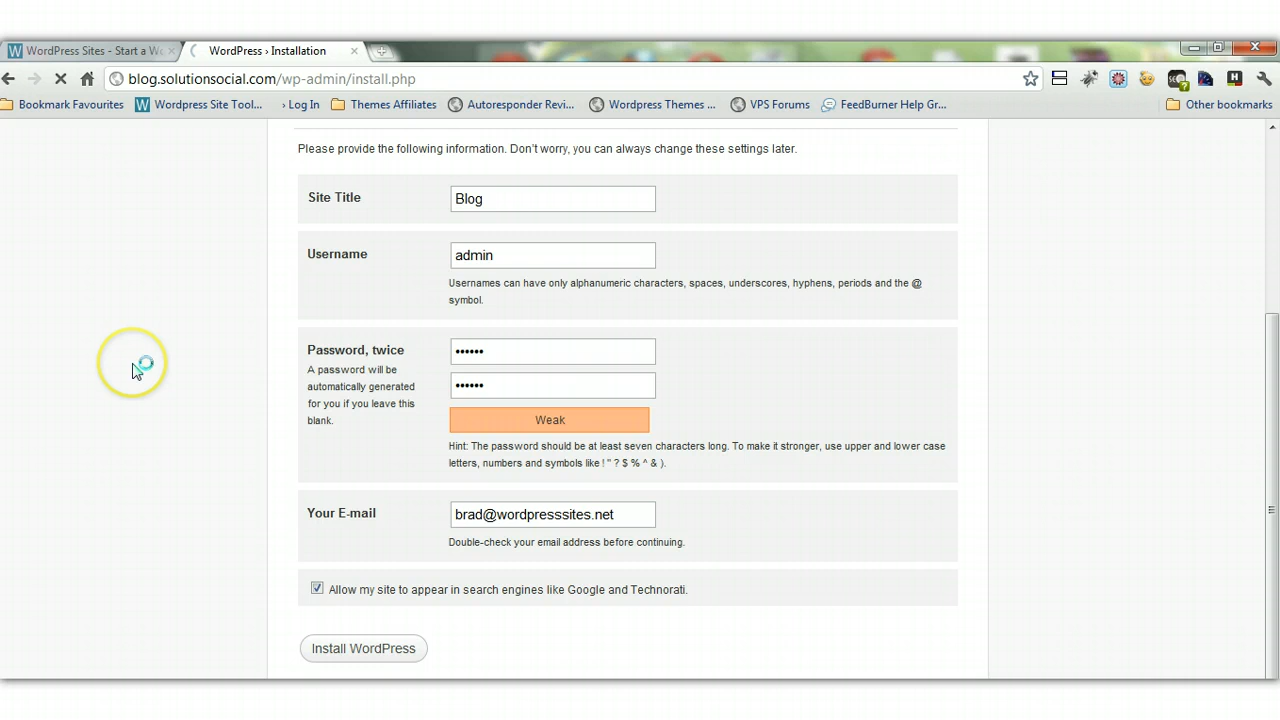 WordPress Sites - Start a Wo
WordPress › Installation
blog.solutionsocial.com/wp-admin/install.php
Bookmark Favourites
Wordpress Site Tool...
› Log In
Themes Affiliates
Autoresponder Revi...
Wordpress Themes ...
VPS Forums
FeedBurner Help Gr...
Other bookmarks
Please provide the following information. Don't worry, you can always change these settings later.
Site Title
Blog
Username
admin
Usernames can have only alphanumeric characters, spaces, underscores, hyphens, periods and the @
symbol.
Password, twice
A password will be
automatically generated
for you if you leave this
blank.
••••••
••••••
Weak
Hint: The password should be at least seven characters long. To make it stronger, use upper and lower case
letters, numbers and symbols like ! " ? $ % ^ & ).
Your E-mail
brad@wordpresssites.net
Double-check your email address before continuing.
Allow my site to appear in search engines like Google and Technorati.
Install WordPress